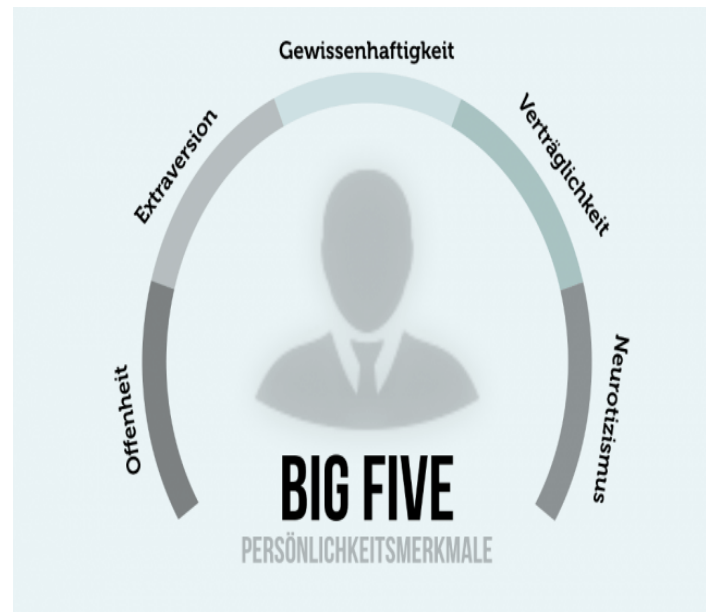 Gewissenhaftigkeit
Extraversion
Verträglichkeit
Offenheit
Neurotizismus
BIG FIVE
PERSÖNLICHKEITSMERKMALE